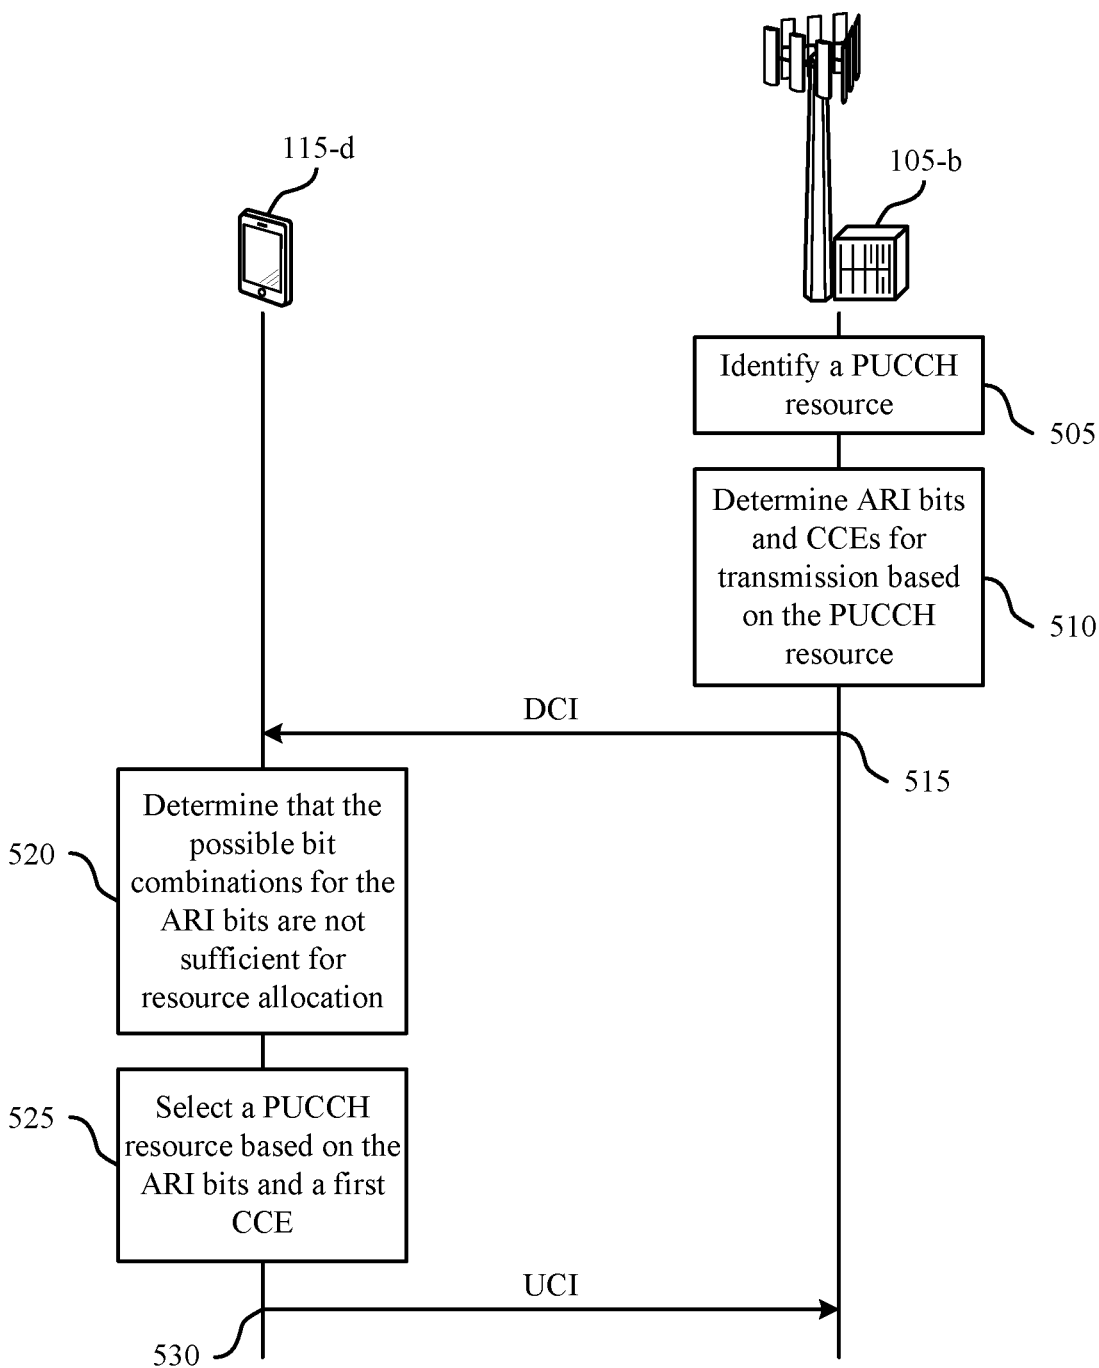 115-d
105-b
Identify a PUCCH
resource
505
Determine ARI bits
and CCEs for
transmission based
on the PUCCH
resource
510
DCI
515
Determine that the
possible bit
combinations for the
ARI bits are not
sufficient for
resource allocation
520
Select a PUCCH
resource based on the
ARI bits and a first
CCE
525
UCI
530